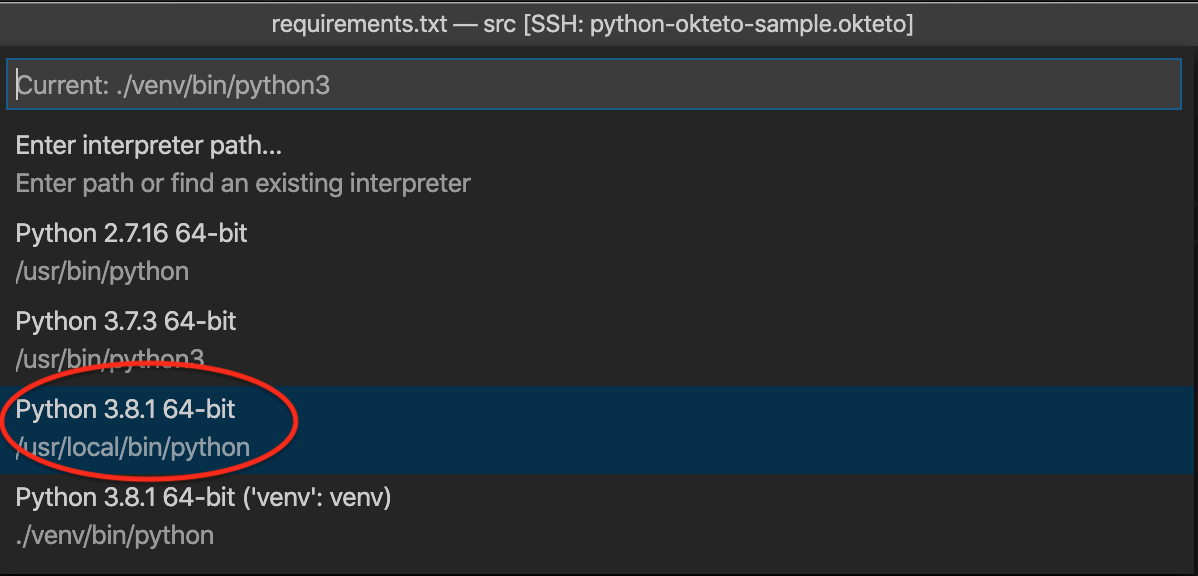 requirements.txt — src [SSH: python-okteto-sample.okteto]
Current: ./venv/bin/python3
Enter interpreter path...
Enter path or find an existing interpreter
Python 2.7.16 64-bit
/usr/bin/python
Python 3.7.3 64-bit
/usr/bin/python3
Python 3.8.1 64-bit
/usr/local/bin/python
Python 3.8.1 64-bit ('venv': venv)
./venv/bin/python